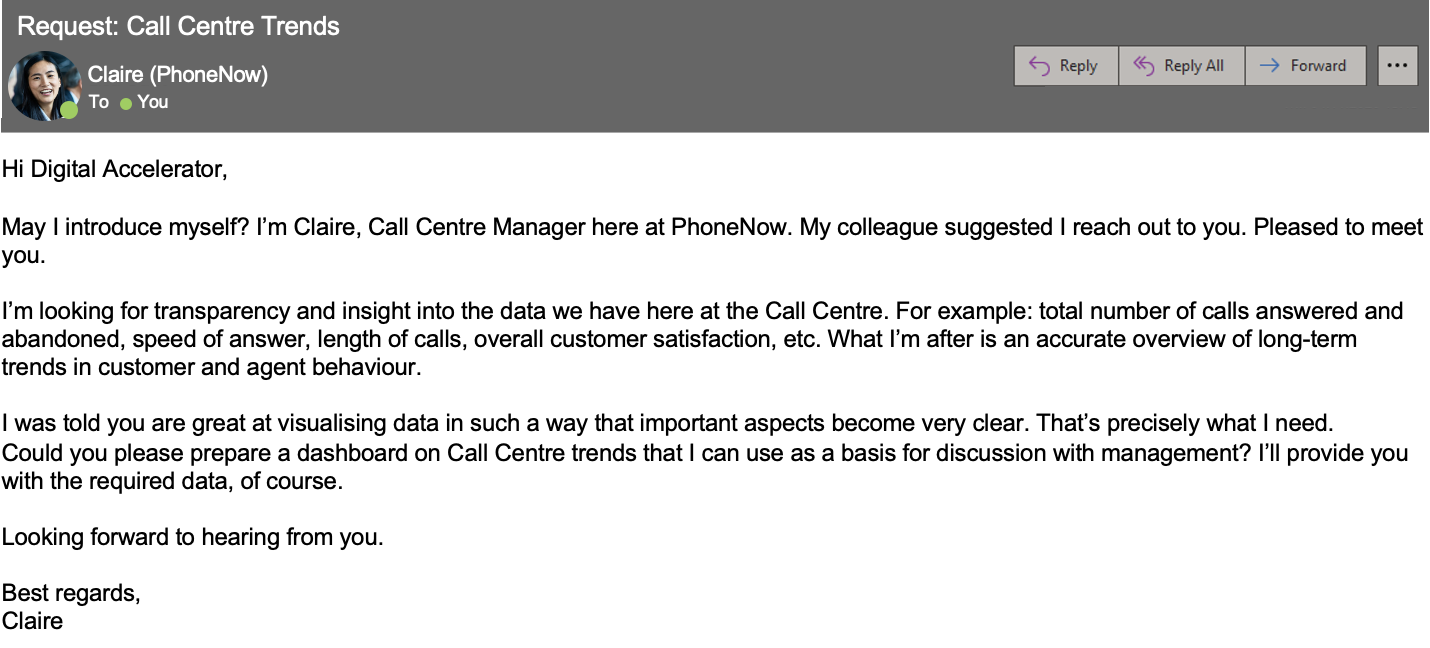 Request: Call Centre Trends
Claire (PhoneNow)
To You
Reply Reply All Forward
Hi Digital Accelerator,
May I introduce myself? I’m Claire, Call Centre Manager here at PhoneNow. My colleague suggested I reach out to you. Pleased to meet
you.
I’m looking for transparency and insight into the data we have here at the Call Centre. For example: total number of calls answered and
abandoned, speed of answer, length of calls, overall customer satisfaction, etc. What I’m after is an accurate overview of long-term
trends in customer and agent behaviour.
I was told you are great at visualising data in such a way that important aspects become very clear. That’s precisely what I need.
Could you please prepare a dashboard on Call Centre trends that I can use as a basis for discussion with management? I’ll provide you
with the required data, of course.
Looking forward to hearing from you.
Best regards,
Claire